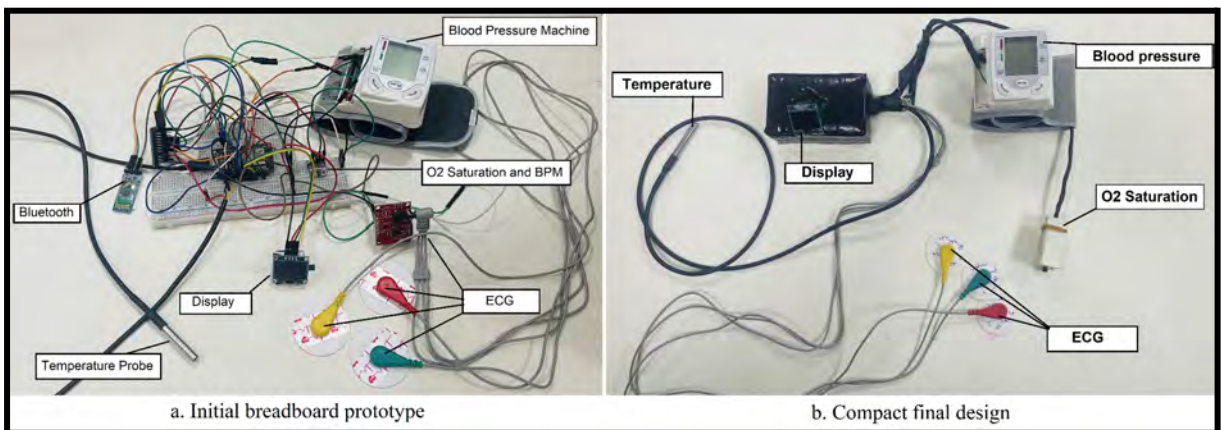 Blood Pressure Machine
O2 Saturation and BPM
Bluetooth
Display
ECG
Temperature Probe
a. Initial breadboard prototype
Temperature
Blood pressure
Display
O2 Saturation
ECG
b. Compact final design